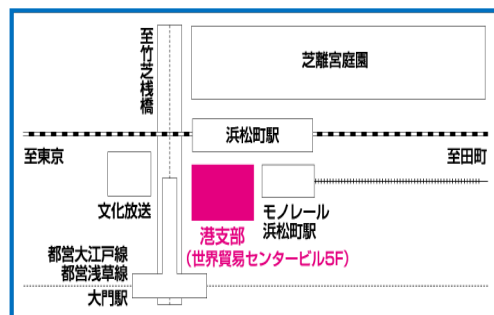 至竹芝桟橋
芝離宮庭園
浜松町駅
至東京
至田町
文化放送
モノレール
浜松町駅
港支部
(世界貿易センタービル5F)
都営大江戸線
都営浅草線
大門駅